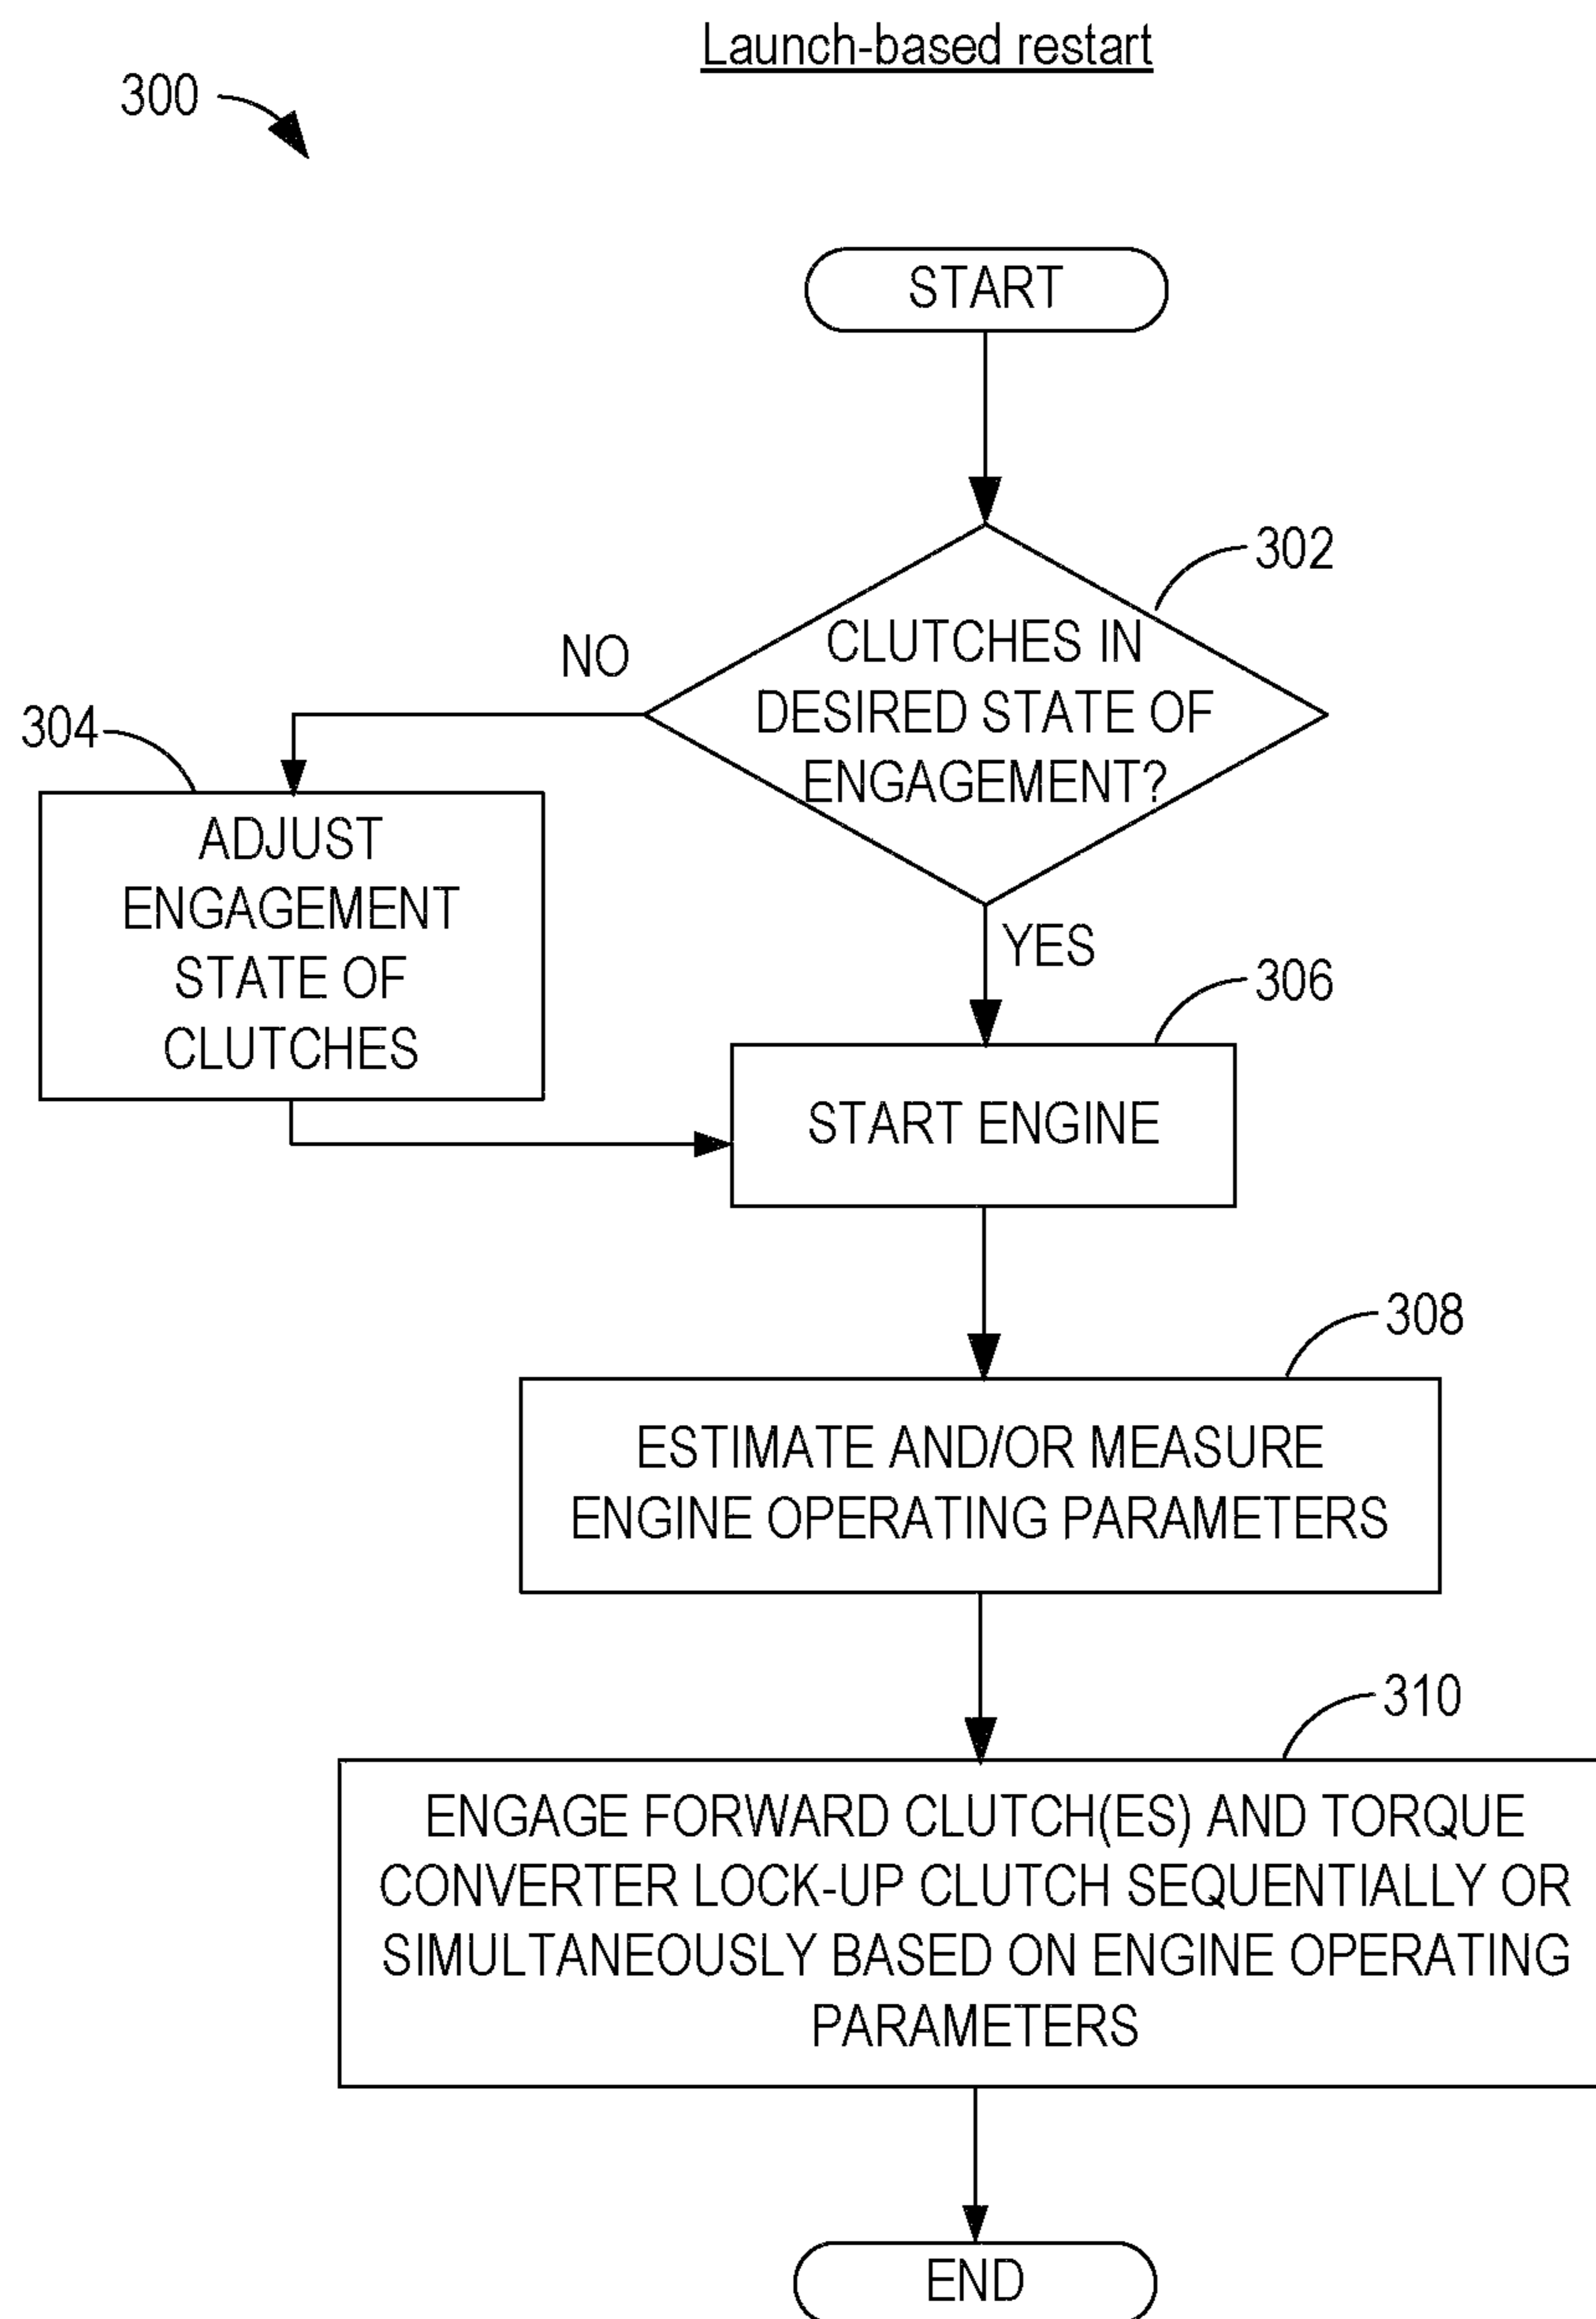 Launch-based restart
300
START
302
CLUTCHES IN
DESIRED STATE OF
ENGAGEMENT?
NO
304
ADJUST
ENGAGEMENT
STATE OF
CLUTCHES
YES
306
START ENGINE
308
ESTIMATE AND/OR MEASURE
ENGINE OPERATING PARAMETERS
310
ENGAGE FORWARD CLUTCH(ES) AND TORQUE
CONVERTER LOCK-UP CLUTCH SEQUENTIALLY OR
SIMULTANEOUSLY BASED ON ENGINE OPERATING
PARAMETERS
END